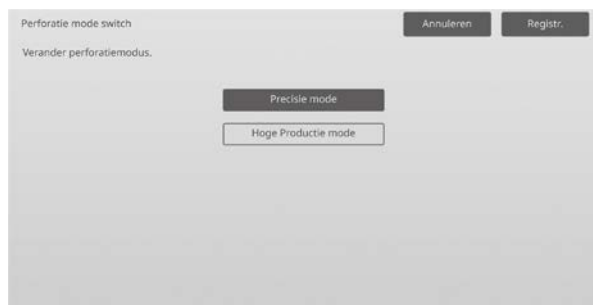 Perforatie mode switch
Annuleren
Registr.
Verander perforatiemodus.
Precisie mode
Hoge Productie mode